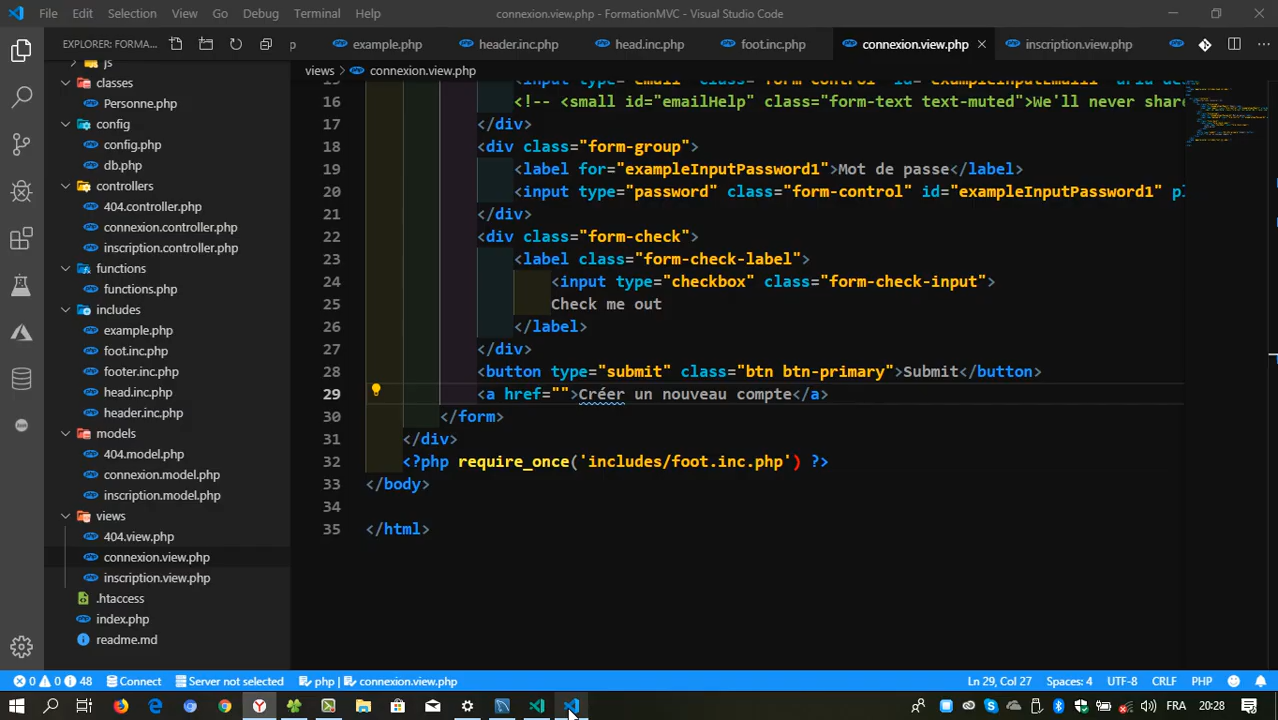 File Edit Selection View Go Debug Terminal Help connexion.view.php - FormationMVC - Visual Studio Code
EXPLORER: FORMA... example.php header.inc.php head.inc.php foot.inc.php connexion.view.php inscription.view.php
views > connexion.view.php
js
classes
Personne.php
config
config.php
db.php
controllers
404.controller.php
connexion.controller.php
inscription.controller.php
functions
functions.php
includes
example.php
foot.inc.php
footer.inc.php
head.inc.php
header.inc.php
models
404.model.php
connexion.model.php
inscription.model.php
views
404.view.php
connexion.view.php
inscription.view.php
.htaccess
index.php
readme.md
16 <!-- <small id="emailHelp" class="form-text text-muted">We'll never share
17 </div>
18 <div class="form-group">
19 <label for="exampleInputPassword1">Mot de passe</label>
20 <input type="password" class="form-control" id="exampleInputPassword1" pl
21 </div>
22 <div class="form-check">
23 <label class="form-check-label">
24 <input type="checkbox" class="form-check-input">
25 Check me out
26 </label>
27 </div>
28 <button type="submit" class="btn btn-primary">Submit</button>
29 <a href="">Créer un nouveau compte</a>
30 </form>
31 </div>
32 <?php require_once('includes/foot.inc.php') ?>
33 </body>
34
35 </html>
0 0 48 Connect Server not selected php | connexion.view.php Ln 29, Col 27 Spaces: 4 UTF-8 CRLF PHP
FRA 20:28